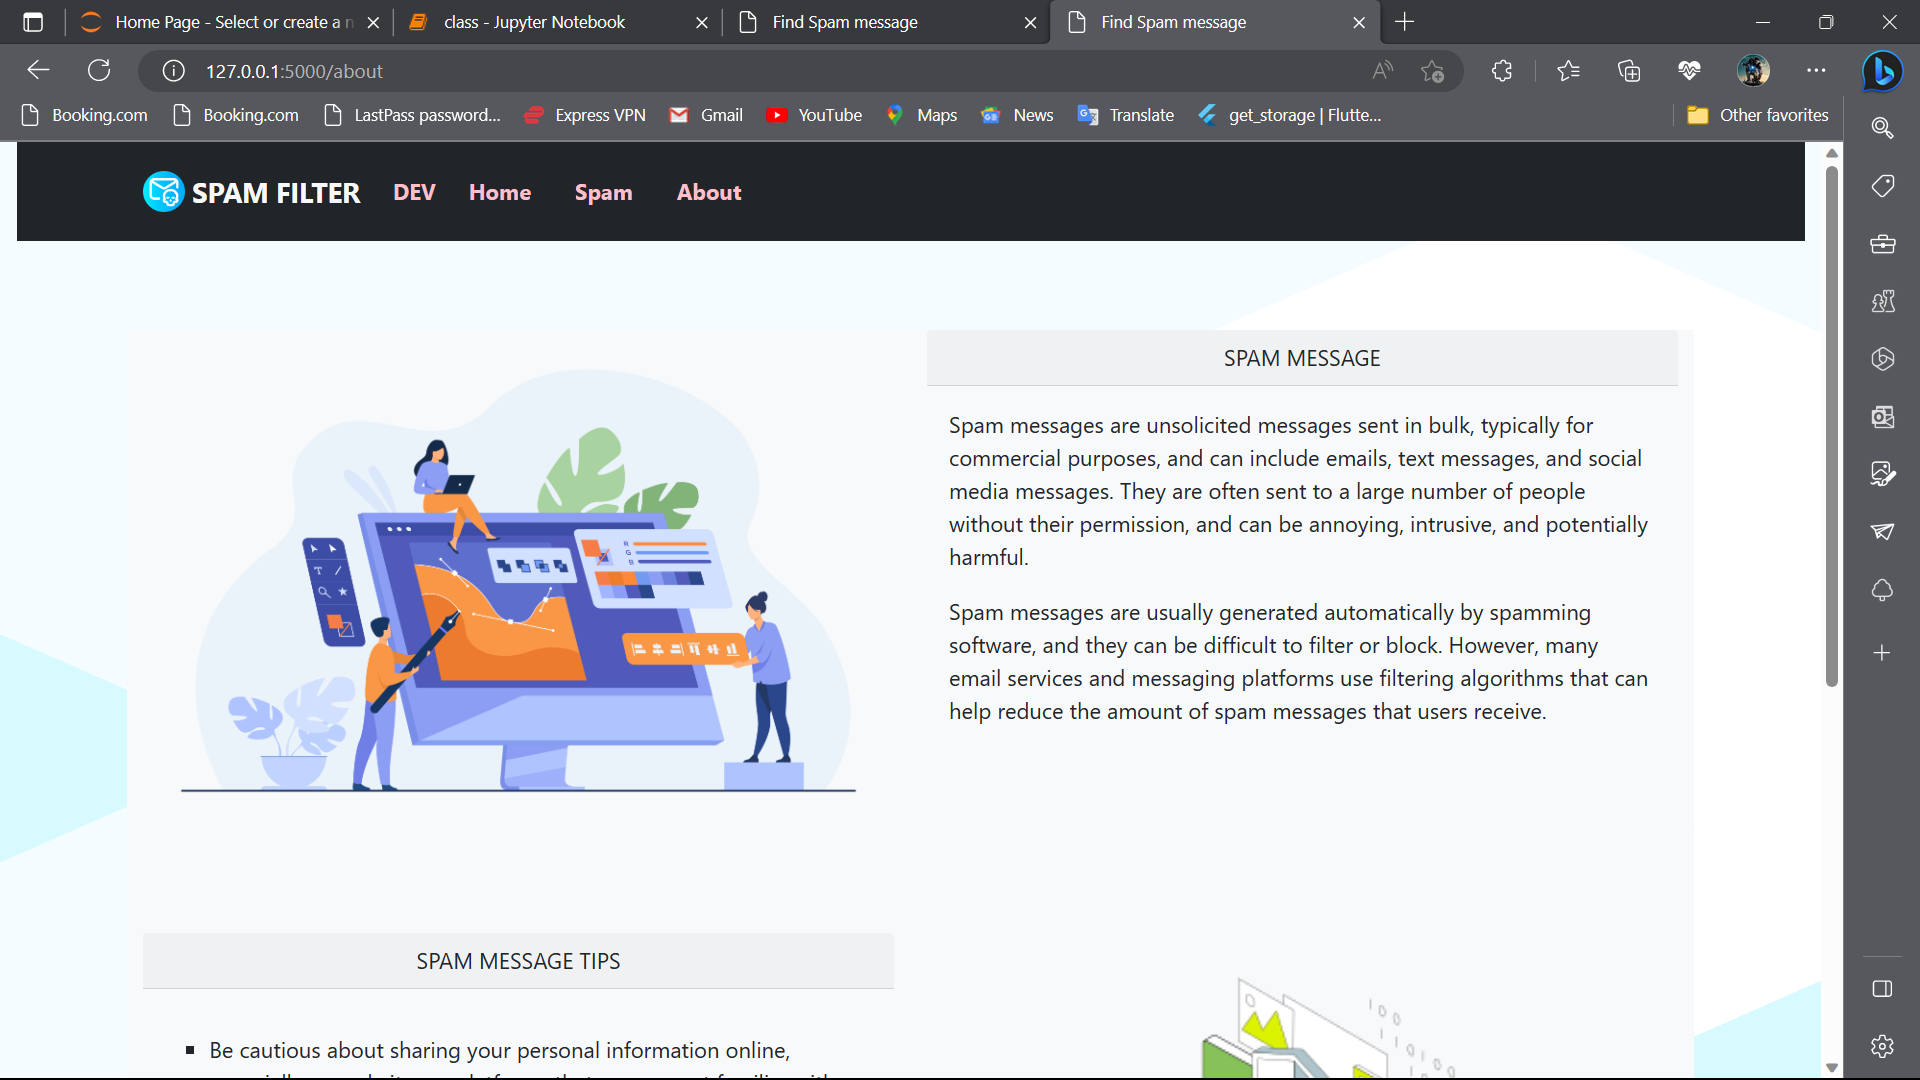 Home Page - Select or create a n
class - Jupyter Notebook
Find Spam message
Find Spam message
127.0.0.1:5000/about
Booking.com
Booking.com
LastPass password...
Express VPN
Gmail
YouTube
Maps
News
Translate
get_storage | Flutte...
Other favorites
SPAM FILTER DEV Home Spam About
SPAM MESSAGE
Spam messages are unsolicited messages sent in bulk, typically for
commercial purposes, and can include emails, text messages, and social
media messages. They are often sent to a large number of people
without their permission, and can be annoying, intrusive, and potentially
harmful.
Spam messages are usually generated automatically by spamming
software, and they can be difficult to filter or block. However, many
email services and messaging platforms use filtering algorithms that can
help reduce the amount of spam messages that users receive.
R
G
B
T
SPAM MESSAGE TIPS
Be cautious about sharing your personal information online,